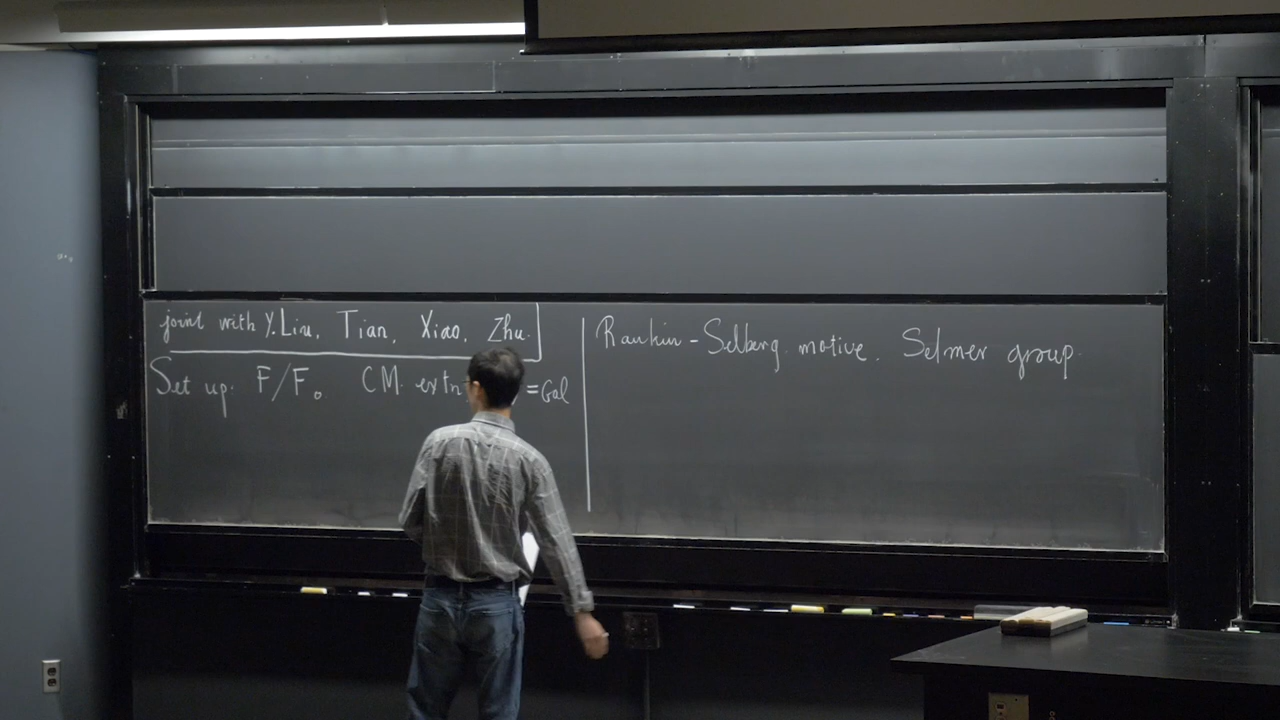 joint with Y.Liu, Tian, Xiao, Zhu.
Set up. F/F₀ CM extn = Gal
Rankin-Selberg motive. Selmer group.